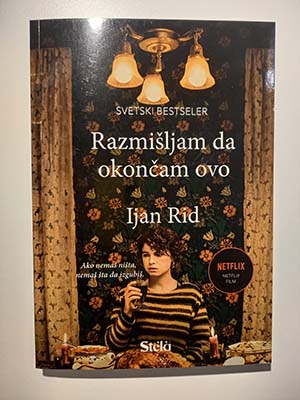 SVETSKI BESTSELER
Razmišljam da
okončam ovo
Ijan Rid
Ako nemaš ništa,
nemaš šta da izgubiš.
NETFLIX
NETFLIX
FILM
Stela